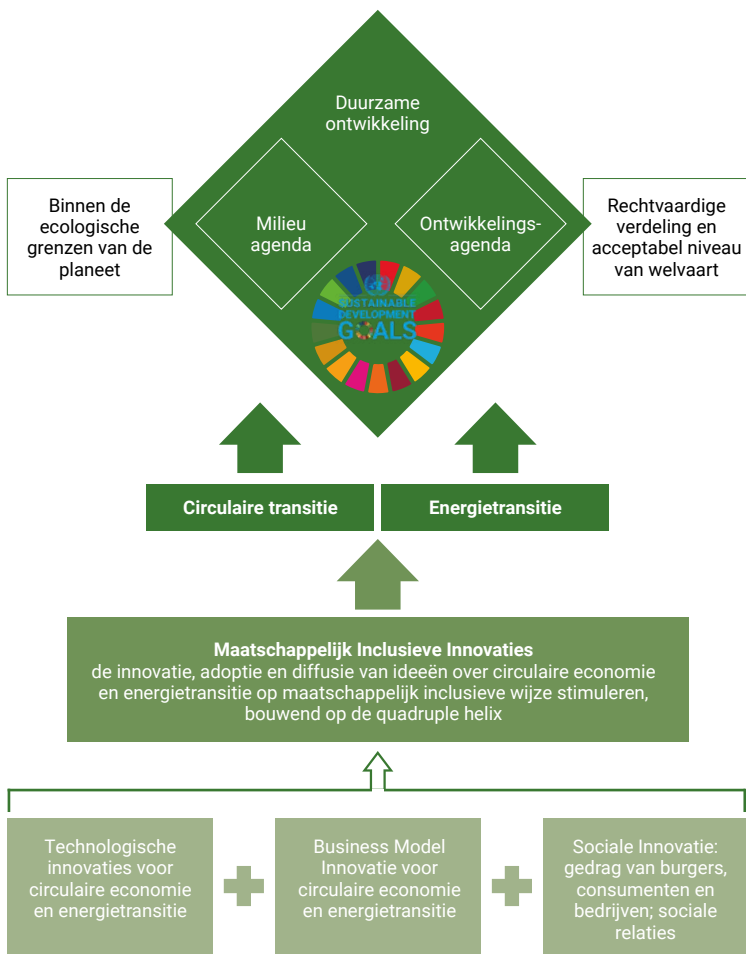 Duurzame
ontwikkeling
Binnen de
ecologische
grenzen van de
planeet
Milieu
agenda
Ontwikkelings-
agenda
Rechtvaardige
verdeling en
acceptabel niveau
van welvaart
SUSTAINABLE
DEVELOPMENT
GOALS
Circulaire transitie
Energietransitie
Maatschappelijk Inclusieve Innovaties
de innovatie, adoptie en diffusie van ideeën over circulaire economie
en energietransitie op maatschappelijk inclusieve wijze stimuleren,
bouwend op de quadruple helix
Technologische
innovaties voor
circulaire economie
en energietransitie
Business Model
Innovatie voor
circulaire economie
en energietransitie
Sociale Innovatie:
gedrag van burgers,
consumenten en
bedrijven; sociale
relaties